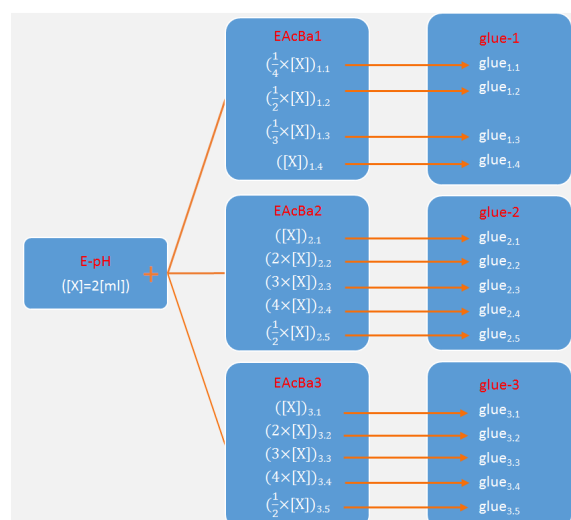 EAcBa1
(1/4×[X])1.1
(1/2×[X])1.2
(1/3×[X])1.3
([X])1.4
glue-1
glue1.1
glue1.2
glue1.3
glue1.4
E-pH
([X]=2[ml])
+
EAcBa2
([X])2.1
(2×[X])2.2
(3×[X])2.3
(4×[X])2.4
(1/2×[X])2.5
glue-2
glue2.1
glue2.2
glue2.3
glue2.4
glue2.5
EAcBa3
([X])3.1
(2×[X])3.2
(3×[X])3.3
(4×[X])3.4
(1/2×[X])3.5
glue-3
glue3.1
glue3.2
glue3.3
glue3.4
glue3.5